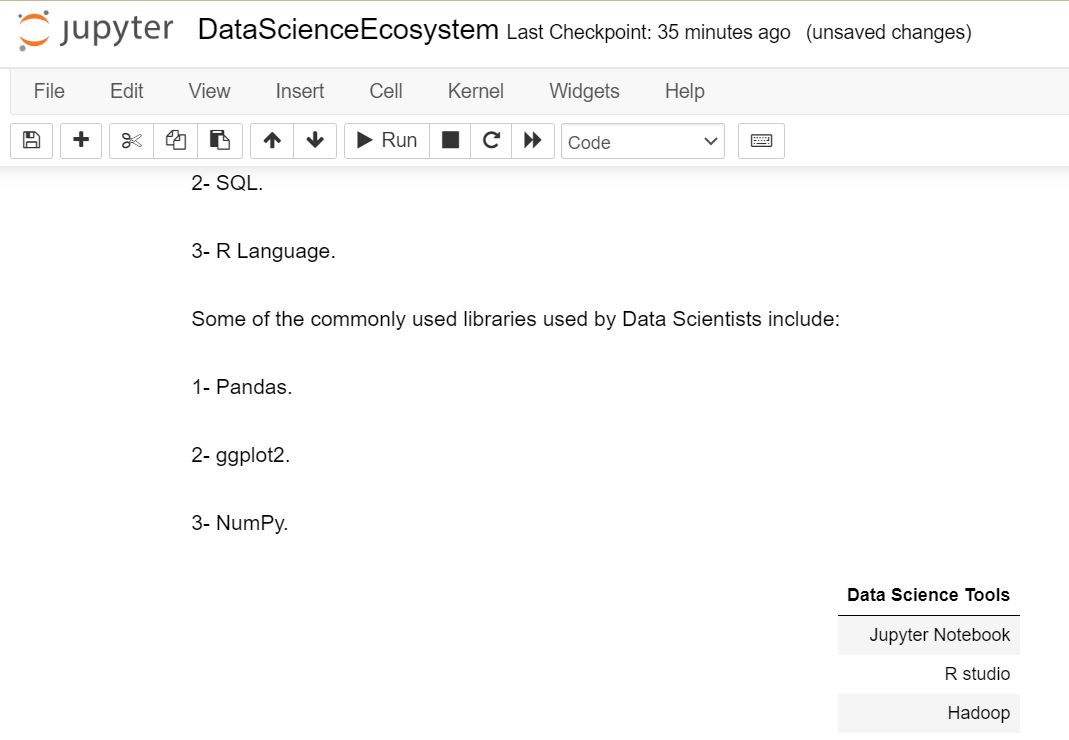 jupyter DataScienceEcosystem Last Checkpoint: 35 minutes ago (unsaved changes)
File Edit View Insert Cell Kernel Widgets Help
Run Code
2- SQL.
3- R Language.
Some of the commonly used libraries used by Data Scientists include:
1- Pandas.
2- ggplot2.
3- NumPy.
Data Science Tools
Jupyter Notebook
R studio
Hadoop